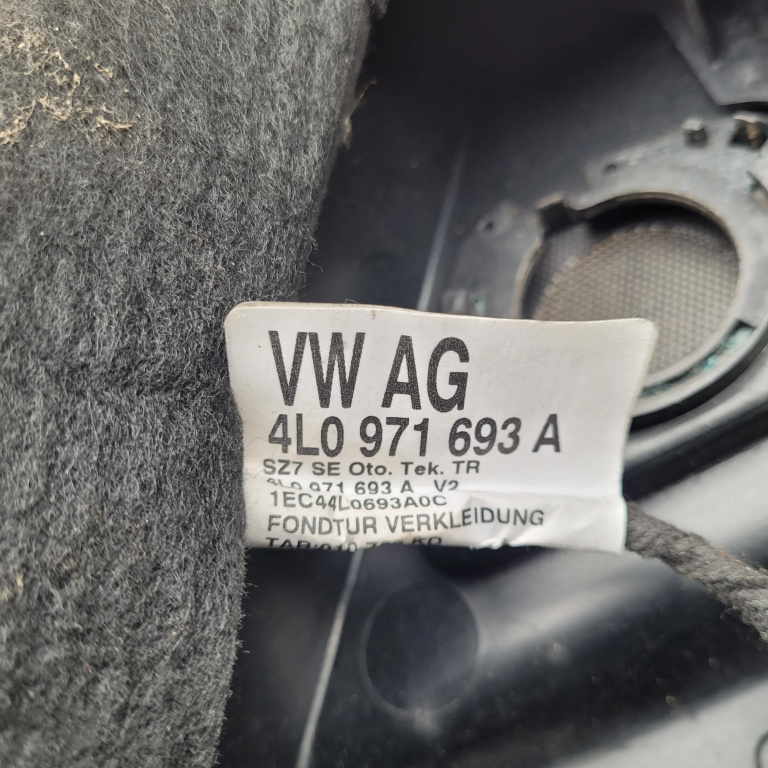 VW AG
4L0 971 693 A
SZ7 SE Oto. Tek. TR
4L0 971 693 A V2
1EC44L0693A0C
FONDTUR VERKLEIDUNG